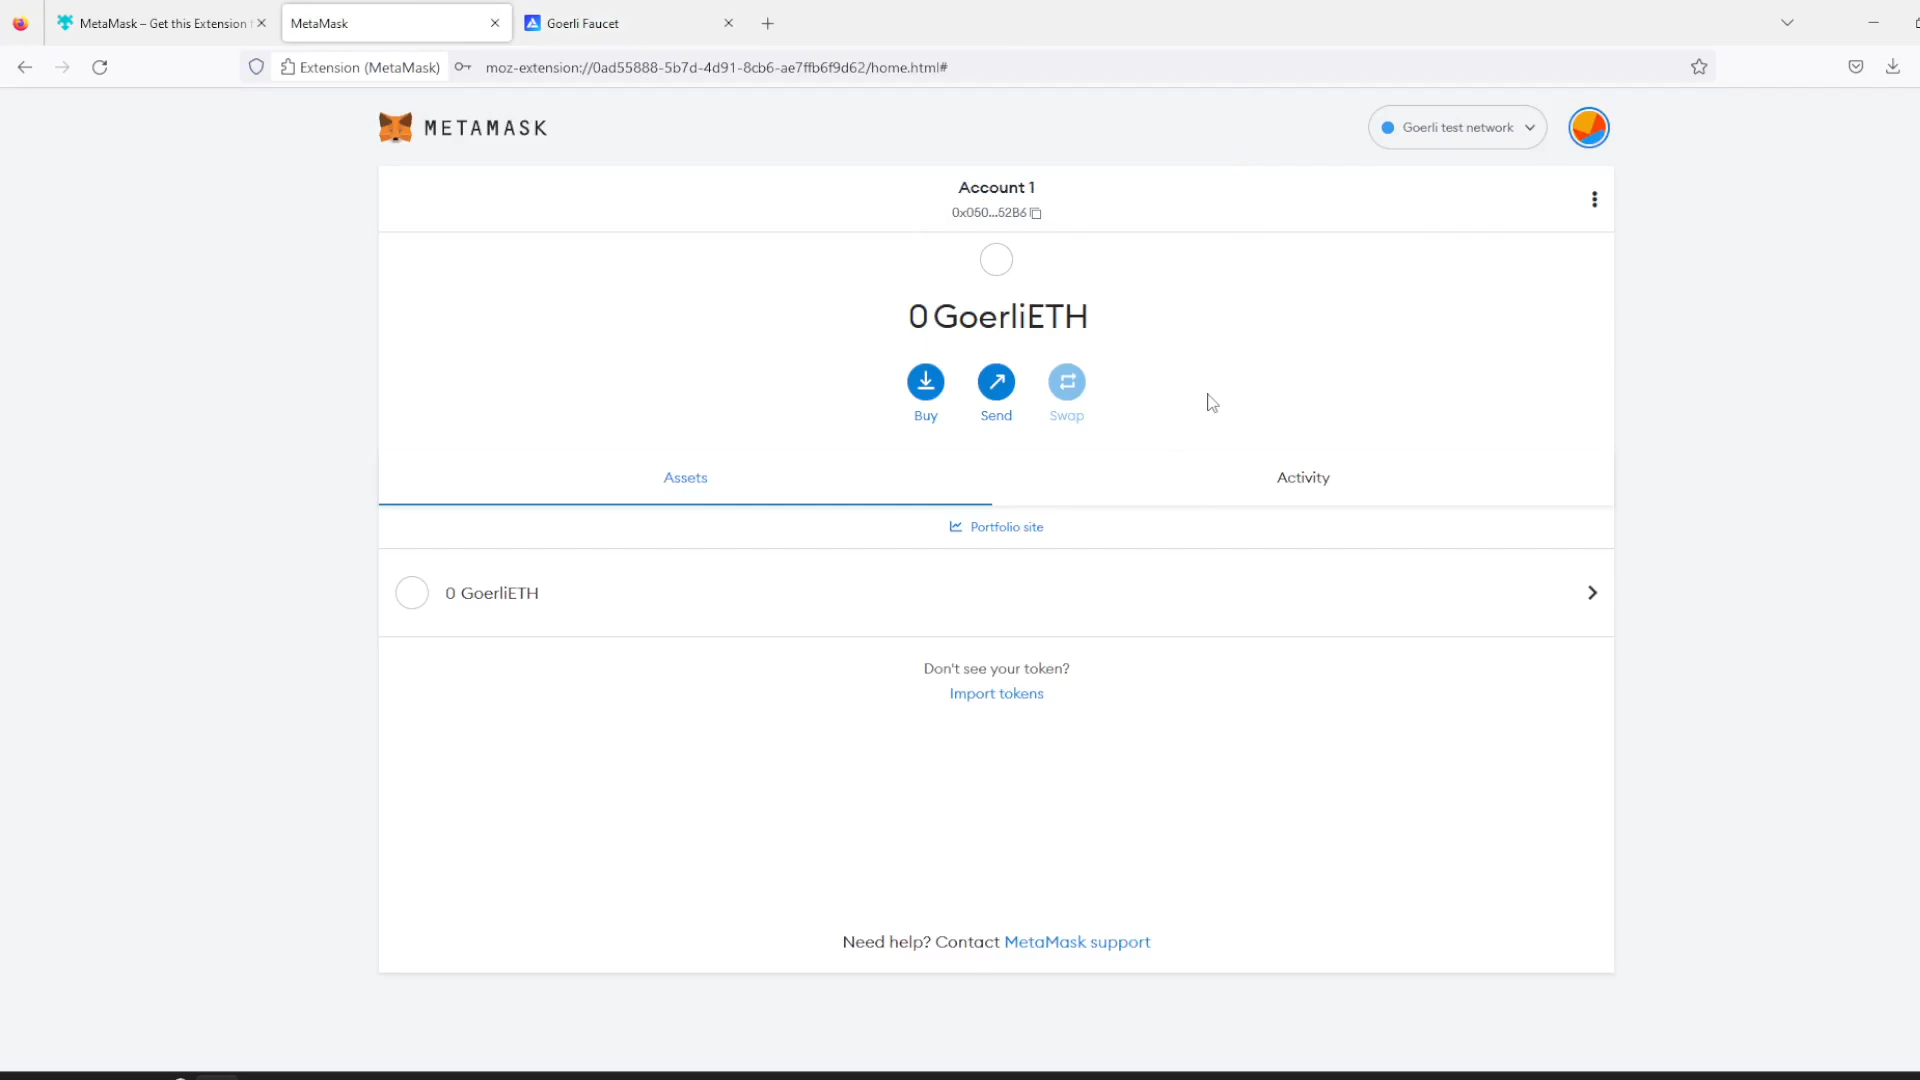 MetaMask – Get this Extension
MetaMask
Goerli Faucet
Extension (MetaMask)
moz-extension://0ad55888-5b7d-4d91-8cb6-ae7ffb6f9d62/home.html#
METAMASK
Goerli test network
Account 1
0x050...52B6
0 GoerliETH
Buy
Send
Swap
Assets
Activity
Portfolio site
0 GoerliETH
Don't see your token?
Import tokens
Need help? Contact MetaMask support